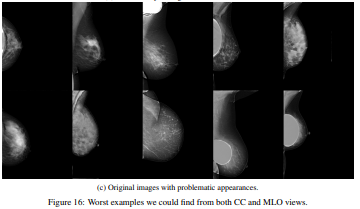 (c) Original images with problematic appearances.
Figure 16: Worst examples we could find from both CC and MLO views.